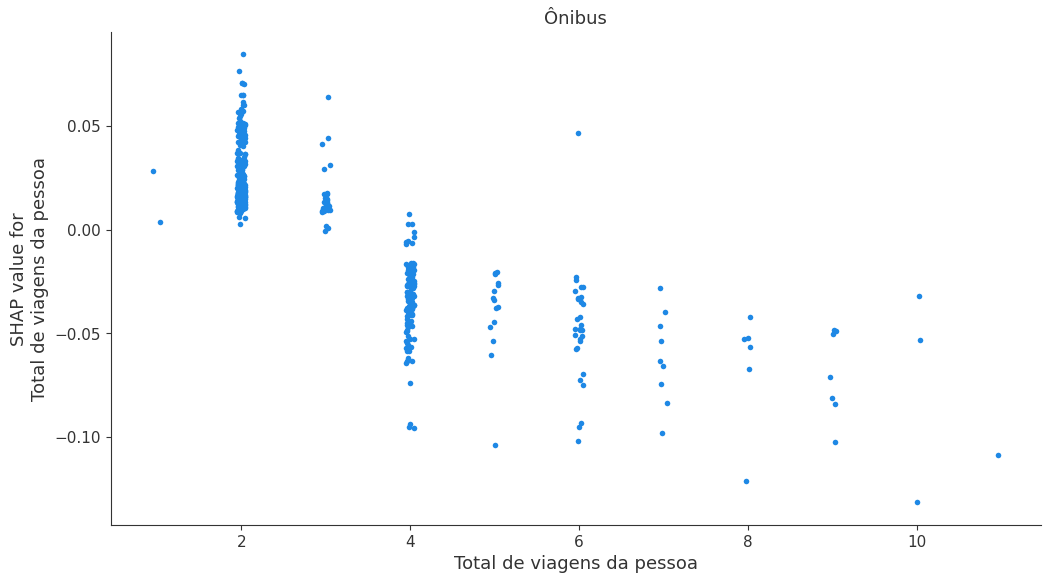 Ônibus
SHAP value for
Total de viagens da pessoa
0.05
0.00
−0.05
−0.10
2
4
6
8
10
Total de viagens da pessoa